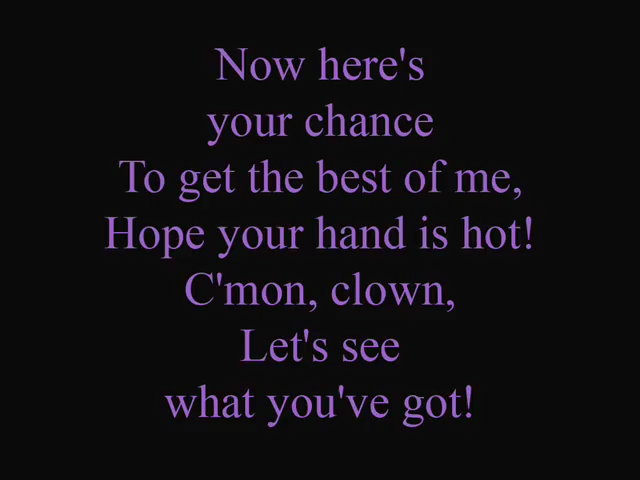 Now here's
your chance
To get the best of me,
Hope your hand is hot!
C'mon, clown,
Let's see
what you've got!